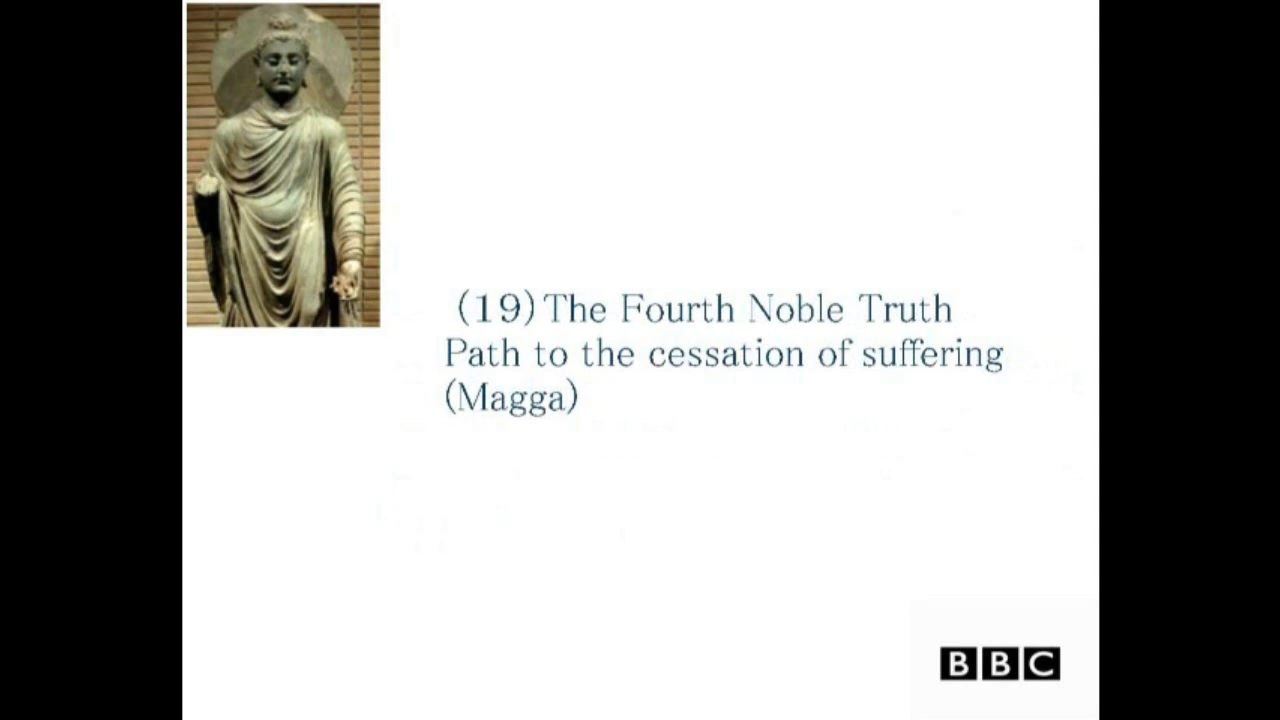 (19) The Fourth Noble Truth
Path to the cessation of suffering
(Magga)
BBC